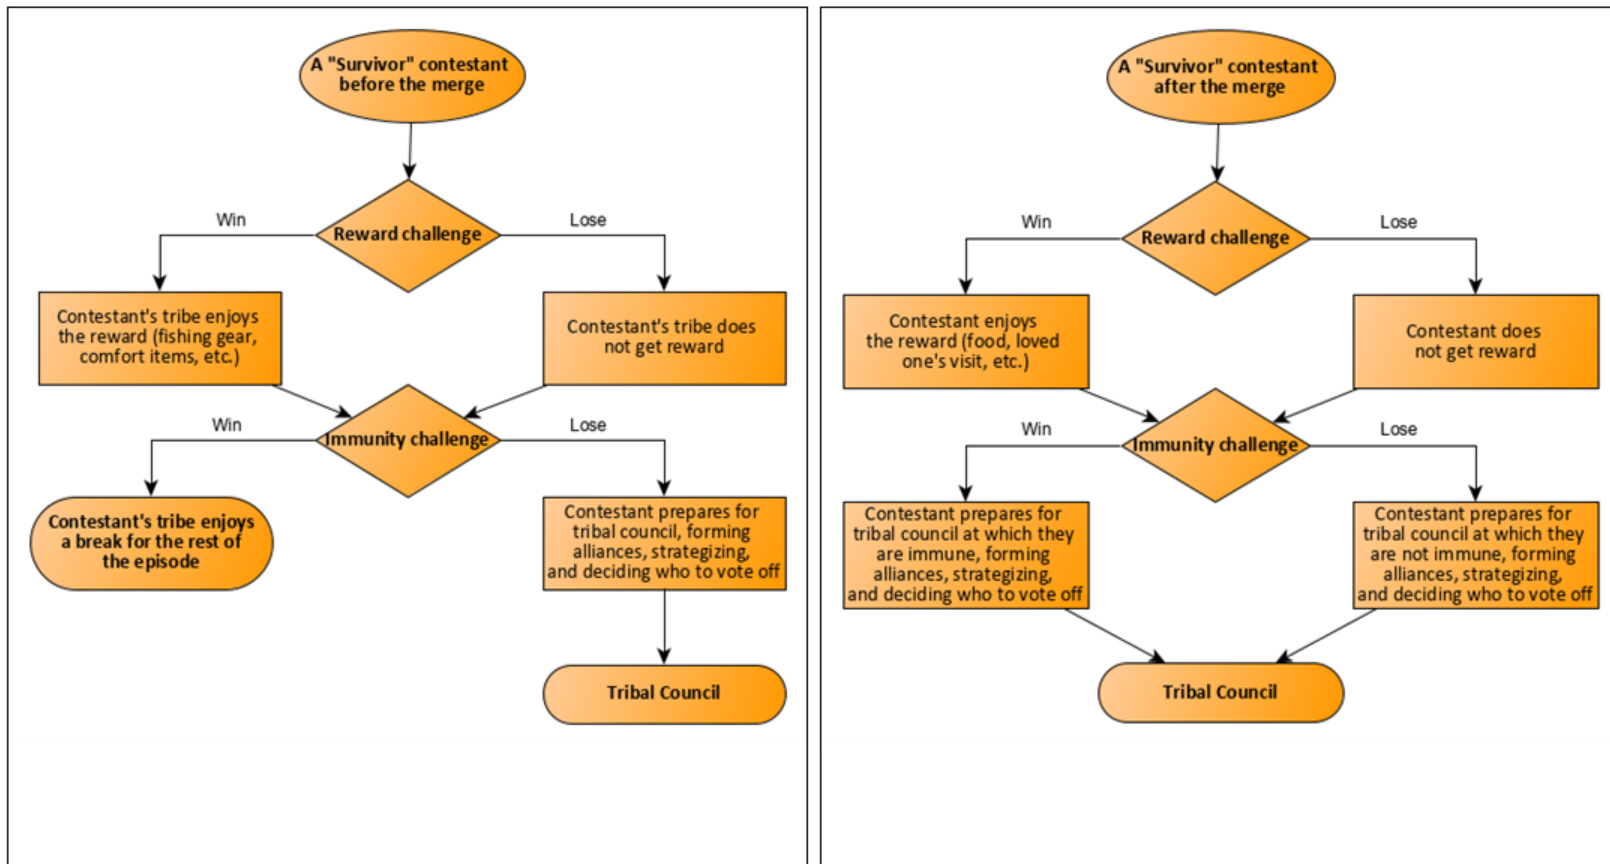 A "Survivor" contestant
before the merge
Win
Lose
Reward challenge
Contestant's tribe enjoys
the reward (fishing gear,
comfort items, etc.)
Contestant's tribe does
not get reward
Win
Lose
Immunity challenge
Contestant's tribe enjoys
a break for the rest of
the episode
Contestant prepares for
tribal council, forming
alliances, strategizing,
and deciding who to vote off
Tribal Council
A "Survivor" contestant
after the merge
Win
Lose
Reward challenge
Contestant enjoys
the reward (food, loved
one's visit, etc.)
Contestant does
not get reward
Win
Lose
Immunity challenge
Contestant prepares for
tribal council at which they
are immune, forming
alliances, strategizing,
and deciding who to vote off
Contestant prepares for
tribal council at which they
are not immune, forming
alliances, strategizing,
and deciding who to vote off
Tribal Council